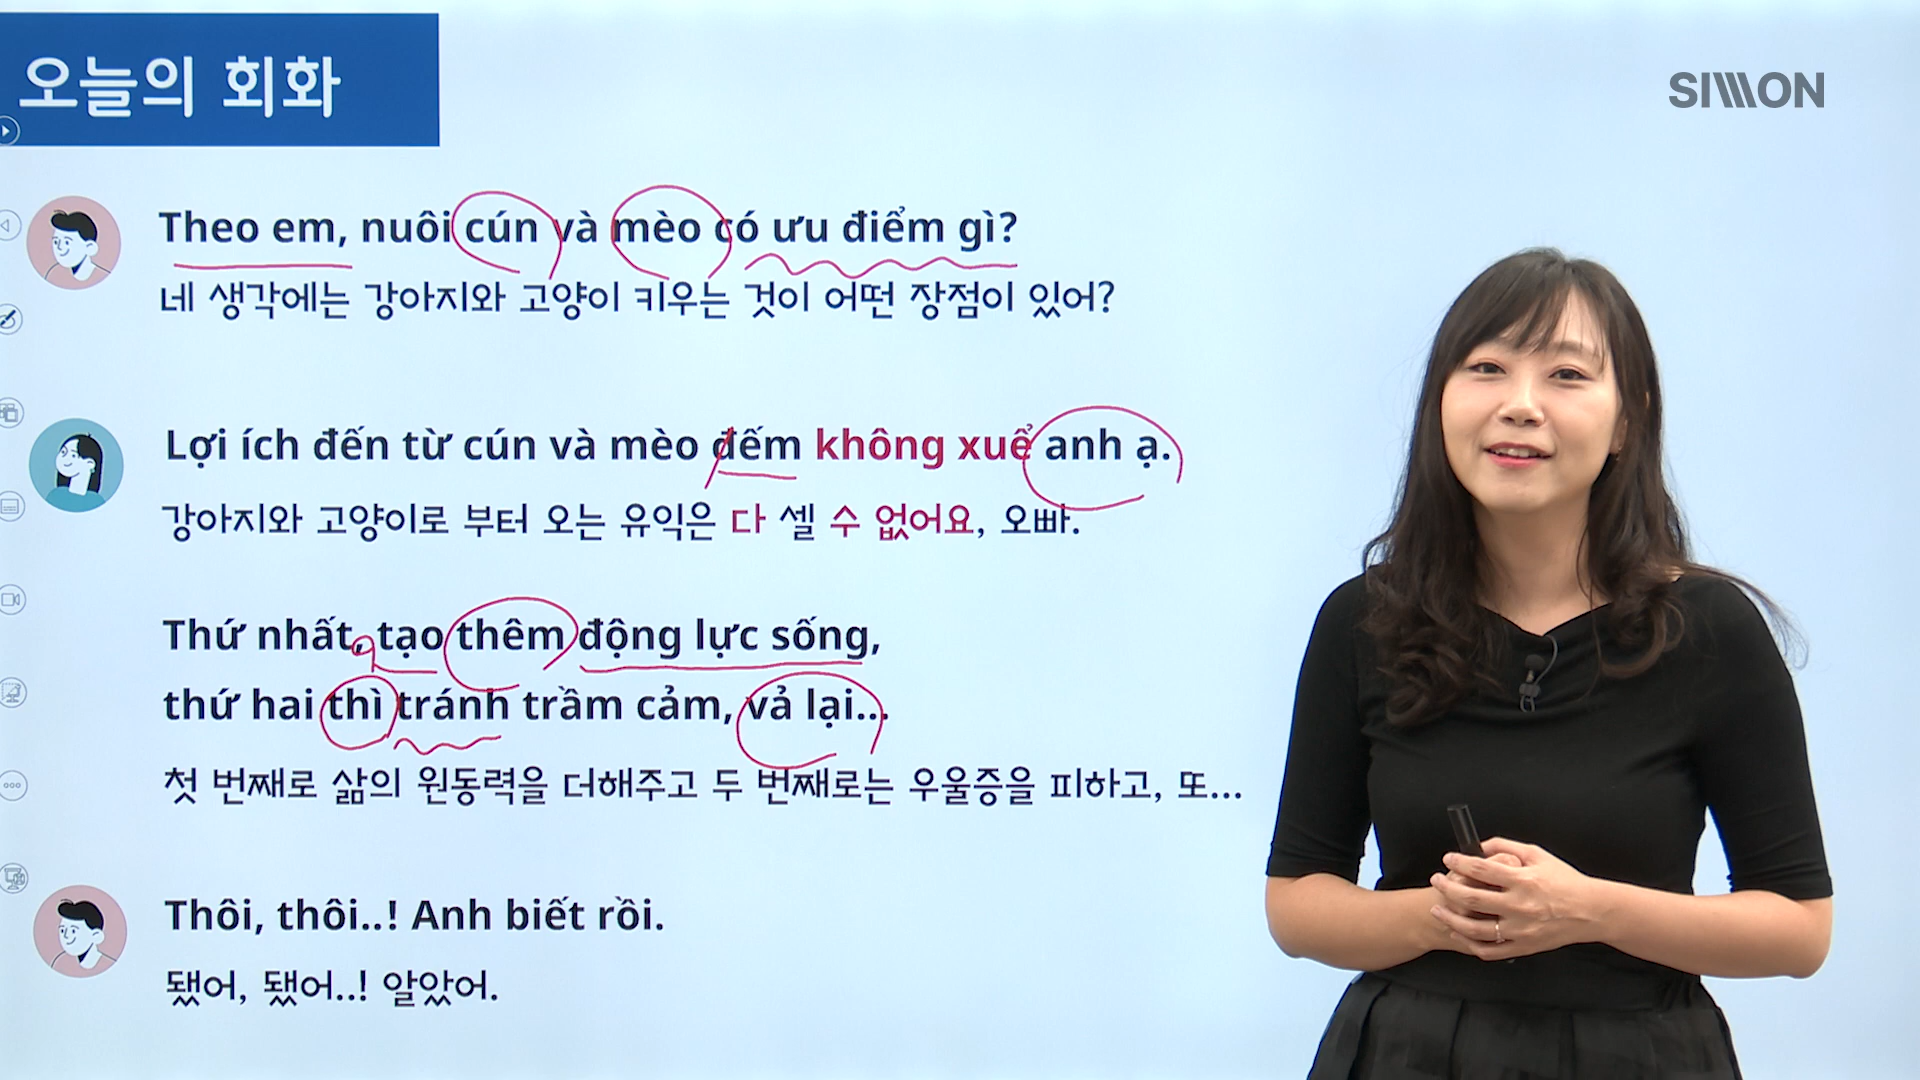 오늘의 회화
SIWON
Theo em, nuôi cún và mèo có ưu điểm gì?
네 생각에는 강아지와 고양이 키우는 것이 어떤 장점이 있어?
Lợi ích đến từ cún và mèo đếm không xuể anh ạ.
강아지와 고양이로 부터 오는 유익은 다 셀 수 없어요, 오빠.
Thứ nhất, tạo thêm động lực sống,
thứ hai thì tránh trầm cảm, vả lại...
첫 번째로 삶의 원동력을 더해주고 두 번째로는 우울증을 피하고, 또...
Thôi, thôi..! Anh biết rồi.
됐어, 됐어..! 알았어.